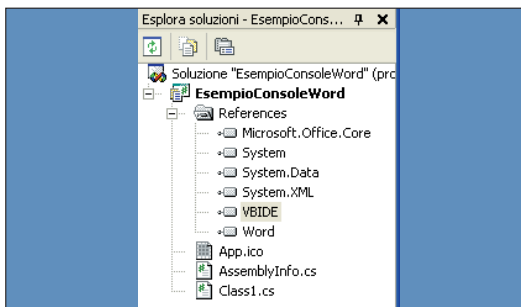 Esplora soluzioni - EsempioCons...
Soluzione "EsempioConsoleWord" (pro
EsempioConsoleWord
References
Microsoft.Office.Core
System
System.Data
System.XML
VBIDE
Word
App.ico
AssemblyInfo.cs
Class1.cs